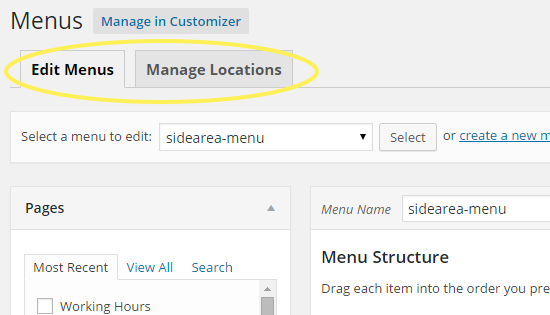 Menus Manage in Customizer
Edit Menus Manage Locations
Select a menu to edit: sidearea-menu Select or create a new m
Pages
Menu Name sidearea-menu
Most Recent View All Search
Working Hours
Menu Structure
Drag each item into the order you pre